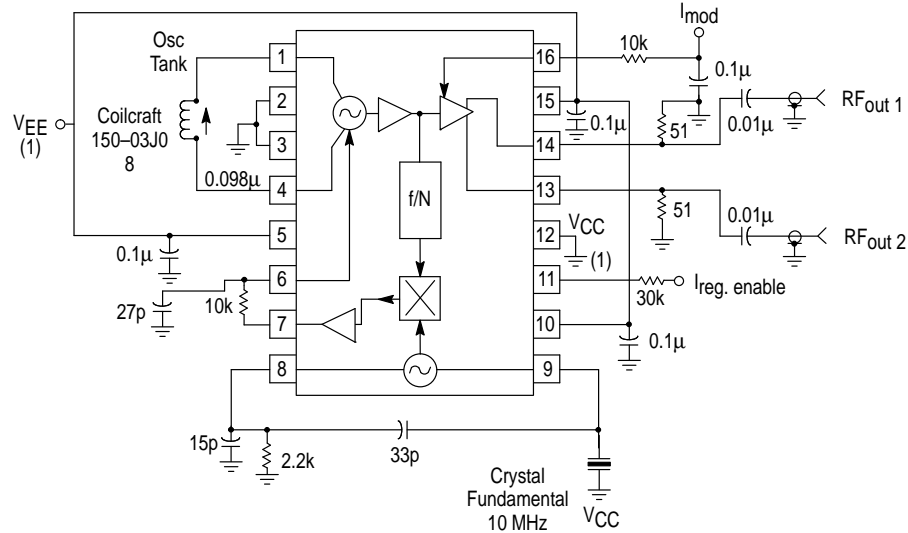 Osc
Tank
Coilcraft
150–03J0
8
VEE
(1)
0.098μ
0.1μ
27p
10k
1
2
3
4
5
6
7
8
f/N
16
15
14
13
12
11
10
9
10k
Imod
0.1μ
0.1μ
51
0.01μ
RFout 1
51
0.01μ
RFout 2
VCC
(1)
30k
Ireg. enable
0.1μ
15p
2.2k
33p
Crystal
Fundamental
10 MHz
VCC